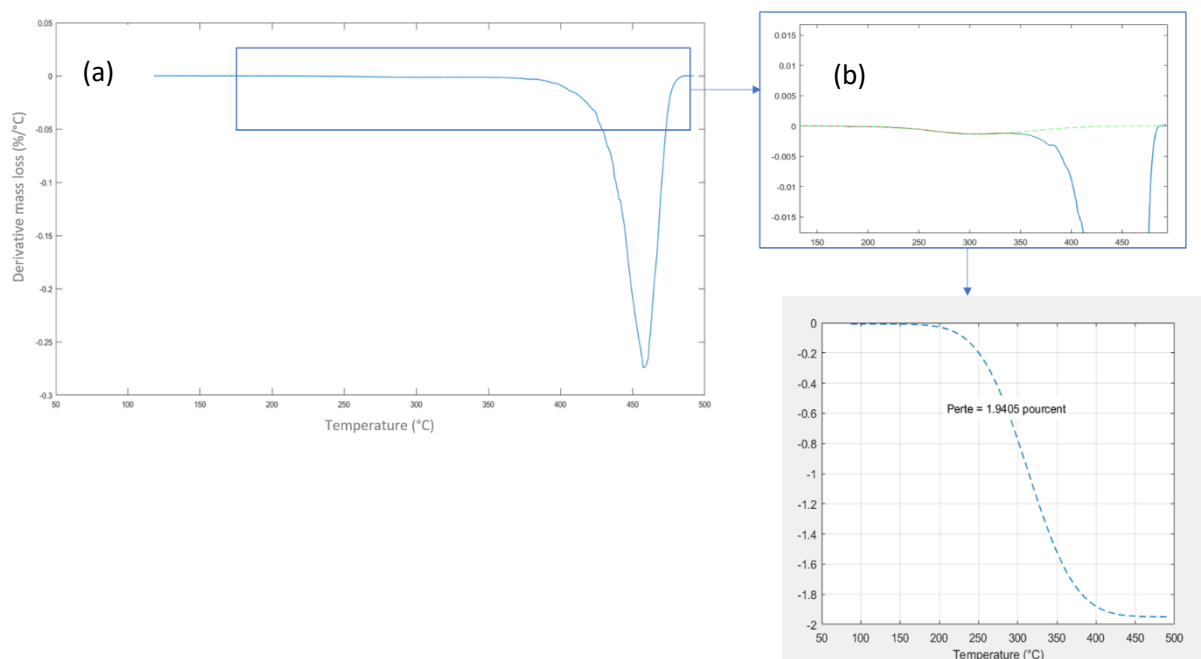 (a)
0.05
0
-0.05
-0.1
-0.15
-0.2
-0.25
-0.3
Derivative mass loss (%/°C)
50 100 150 200 250 300 350 400 450 500
Temperature (°C)
(b)
0.015
0.01
0.005
0
-0.005
-0.01
-0.015
150 200 250 300 350 400 450
0
-0.2
-0.4
-0.6
-0.8
-1
-1.2
-1.4
-1.6
-1.8
-2
Perte = 1.9405 pourcent
50 100 150 200 250 300 350 400 450 500
Temperature (°C)